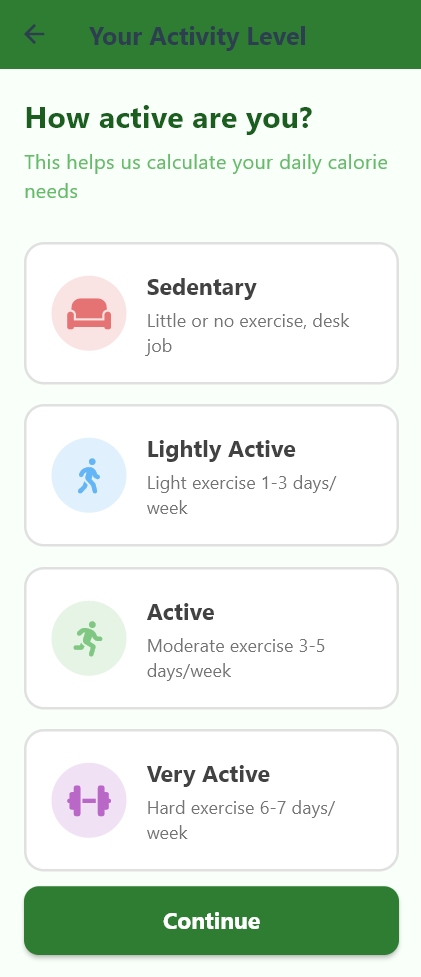 Your Activity Level
How active are you?
This helps us calculate your daily calorie
needs
Sedentary
Little or no exercise, desk
job
Lightly Active
Light exercise 1-3 days/
week
Active
Moderate exercise 3-5
days/week
Very Active
Hard exercise 6-7 days/
week
Continue